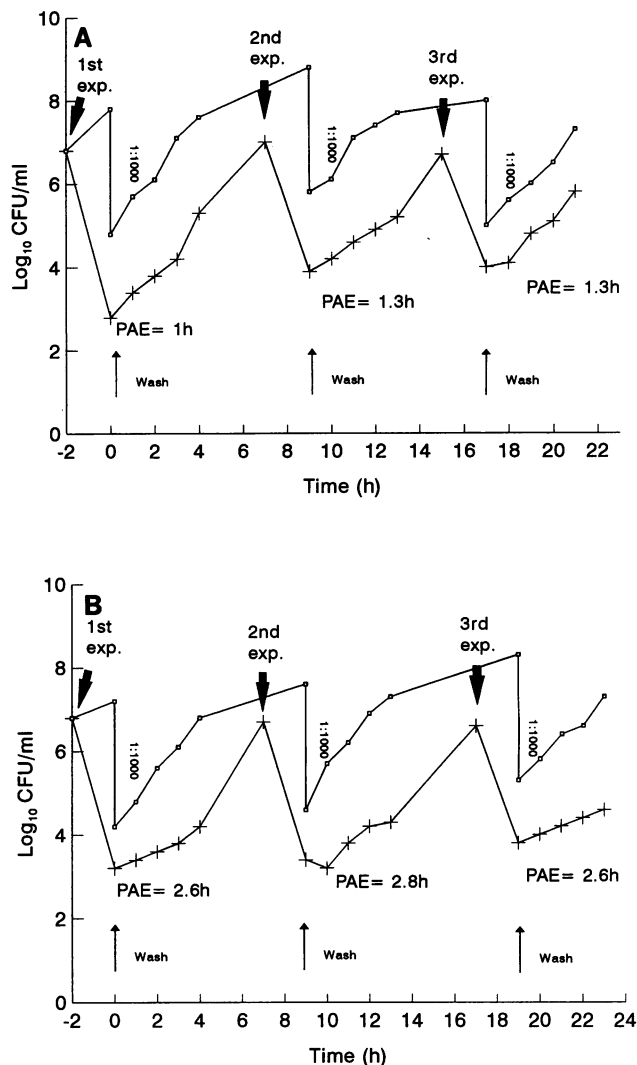 A
1st exp.
2nd exp.
3rd exp.
10
8
6
4
2
0
Log10 CFU/ml
1:1000
1:1000
1:1000
PAE= 1h
PAE= 1.3h
PAE= 1.3h
Wash
Wash
Wash
-2 0 2 4 6 8 10 12 14 16 18 20 22
Time (h)
B
1st exp.
2nd exp.
3rd exp.
10
8
6
4
2
0
Log10 CFU/ml
1:1000
1:1000
1:1000
PAE= 2.6h
PAE= 2.8h
PAE= 2.6h
Wash
Wash
Wash
-2 0 2 4 6 8 10 12 14 16 18 20 22 24
Time (h)